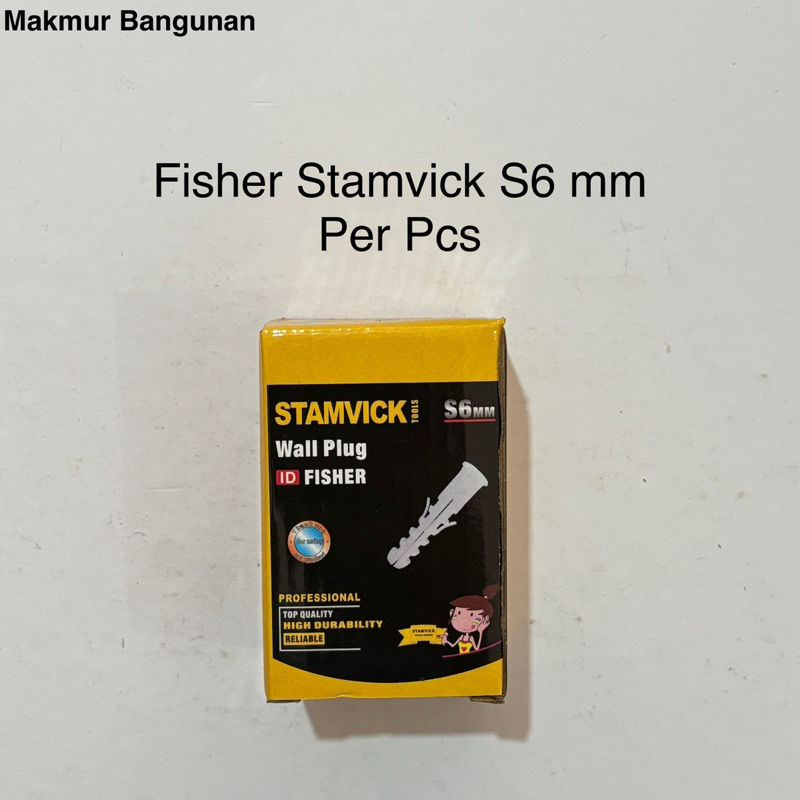 Makmur Bangunan
Fisher Stamvick S6 mm
Per Pcs
STAMVICK TOOLS
S6MM
Wall Plug
ID FISHER
PROFESSIONAL
TOP QUALITY
HIGH DURABILITY
RELIABLE
STAMVICK